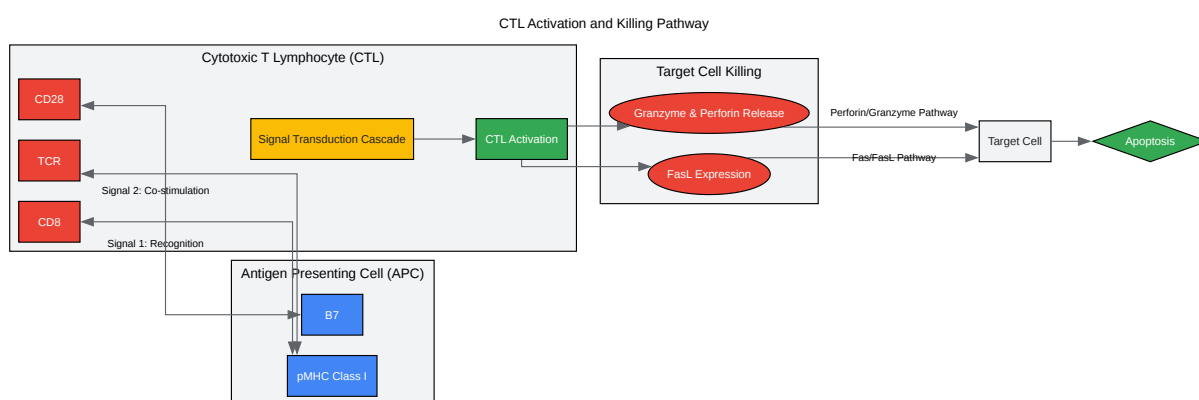 CTL Activation and Killing Pathway
Cytotoxic T Lymphocyte (CTL)
Target Cell Killing
CD28
Granzyme & Perforin Release
Perforin/Granzyme Pathway
Signal Transduction Cascade
CTL Activation
Target Cell
Apoptosis
TCR
Fas/FasL Pathway
FasL Expression
Signal 2: Co-stimulation
CD8
Signal 1: Recognition
Antigen Presenting Cell (APC)
B7
pMHC Class I